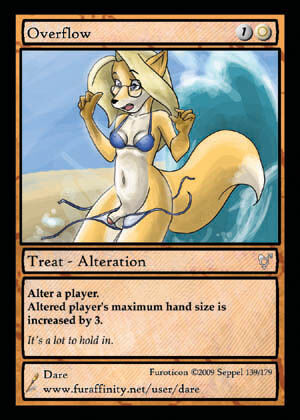 Overflow
1
Treat - Alteration
Alter a player.
Altered player's maximum hand size is
increased by 3.
It's a lot to hold in.
Dare
Furoticon ©2009 Seppel 139/179
www.furaffinity.net/user/dare